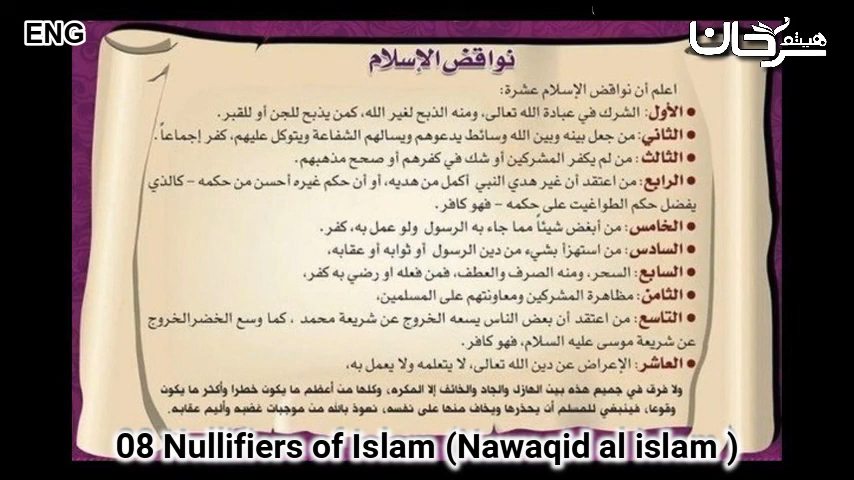 ENG
هيثم سرحان
نواقض الإسلام
اعلم أن نواقض الإسلام عشرة:
• الأول: الشرك في عبادة الله تعالى، ومنه الذبح لغير الله، كمن يذبح للجن أو للقبر.
• الثاني: من جعل بينه وبين الله وسائط يدعوهم ويسالهم الشفاعة ويتوكل عليهم، كفر إجماعاً.
• الثالث: من لم يكفر المشركين أو شك في كفرهم أو صحح مذهبهم.
• الرابع: من اعتقد أن غير هدي النبي أكمل من هديه، أو أن حكم غيره أحسن من حكمه - كالذي
يفضل حكم الطواغيت على حكمه - فهو كافر.
• الخامس: من أبغض شيئاً مما جاء به الرسول ولو عمل به، كفر.
• السادس: من استهزأ بشيء من دين الرسول أو ثوابه أو عقابه،
• السابع: السحر، ومنه الصرف والعطف، فمن فعله او رضي به كفر،
• الثامن: مظاهرة المشركين ومعاونتهم على المسلمين،
• التاسع: من اعتقد أن بعض الناس يسعه الخروج عن شريعة محمد ، كما وسع الخضر الخروج
عن شريعة موسى عليه السلام، فهو كافر.
• العاشر: الإعراض عن دين الله تعالى، لا يتعلمه ولا يعمل به،
ولا فرق في جميع هذه بين الهازل والجاد والخائف إلا المكره، وكلها من أعظم ما يكون خطرا وأكثر ما يكون
وقوعا، فينبغي للمسلم أن يحذرها ويخاف منها على نفسه، نعوذ بالله من موجبات غضبه وأليم عقابه.
08 Nullifiers of Islam (Nawaqid al islam )